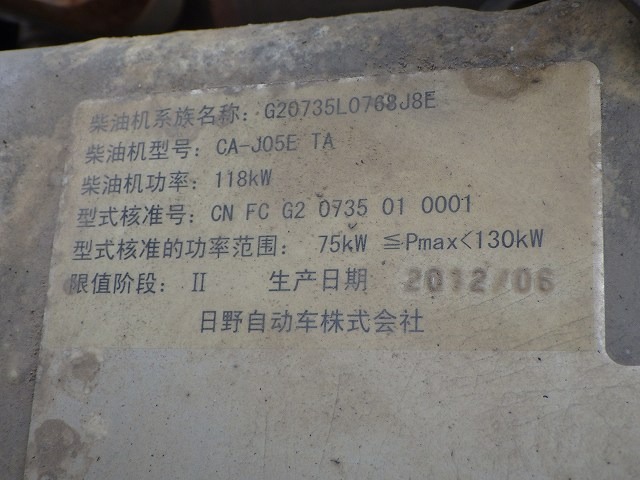 柴油机系族名称：G20735L0768J8E
柴油机型号：CA-J05E TA
柴油机功率：118kW
型式核准号：CN FC G2 0735 01 0001
型式核准的功率范围： 75kW ≦Pmax<130kW
限值阶段：Ⅱ 生产日期 2012/06
日野自动车株式会社